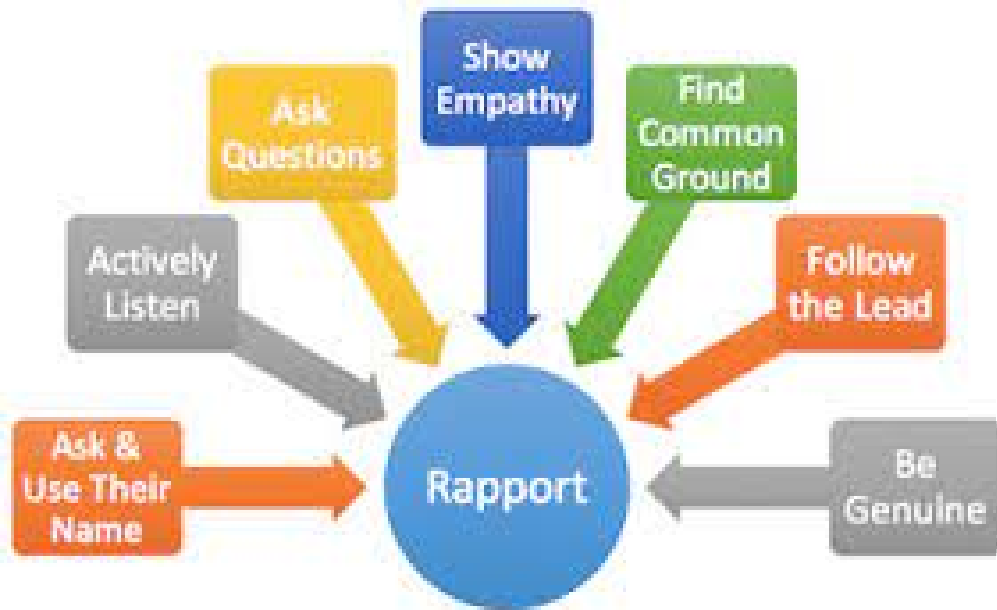 Show
Empathy
Ask
Questions
Find
Common
Ground
Actively
Listen
Follow
the Lead
Ask &
Use Their
Name
Rapport
Be
Genuine